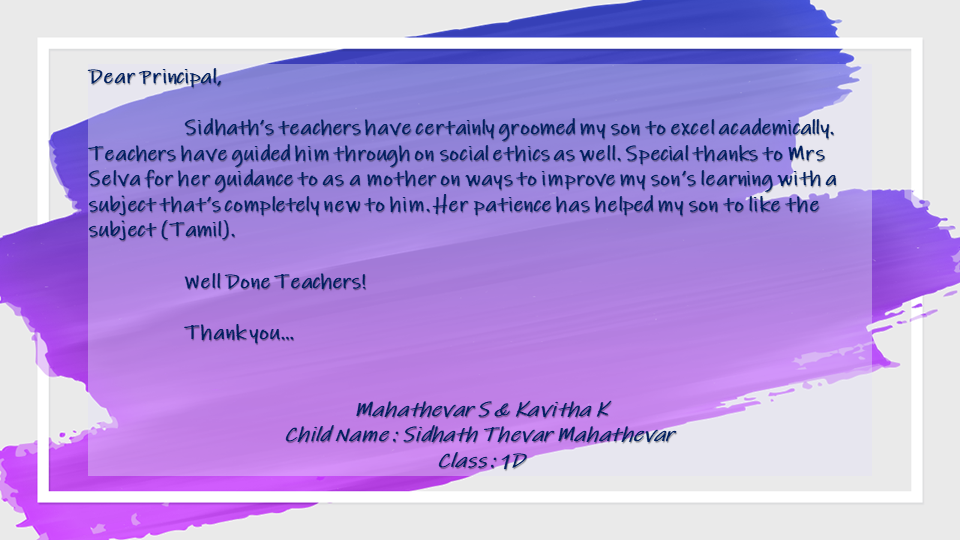 Dear Principal,
Sidhath's teachers have certainly groomed my son to excel academically.
Teachers have guided him through on social ethics as well. Special thanks to Mrs
Selva for her guidance to as a mother on ways to improve my son's learning with a
subject that's completely new to him. Her patience has helped my son to like the
subject (Tamil).
Well Done Teachers!
Thank you...
Mahathevar S & Kavitha K
Child Name : Sidhath Thevar Mahathevar
Class : 1D